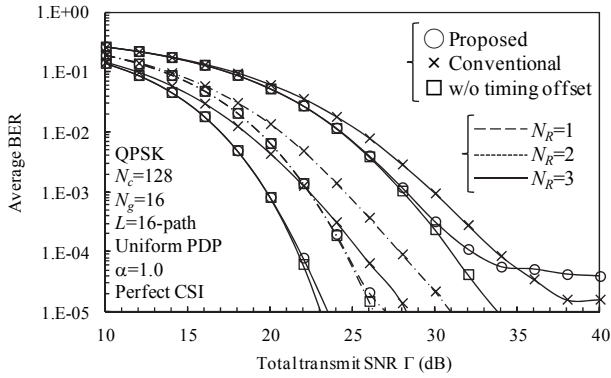 1.E+00
1.E-01
1.E-02
1.E-03
1.E-04
1.E-05
Average BER
10
15
20
25
30
35
40
Total transmit SNR Γ (dB)
Proposed
Conventional
w/o timing offset
N_R=1
N_R=2
N_R=3
QPSK
N_c=128
N_g=16
L=16-path
Uniform PDP
α=1.0
Perfect CSI